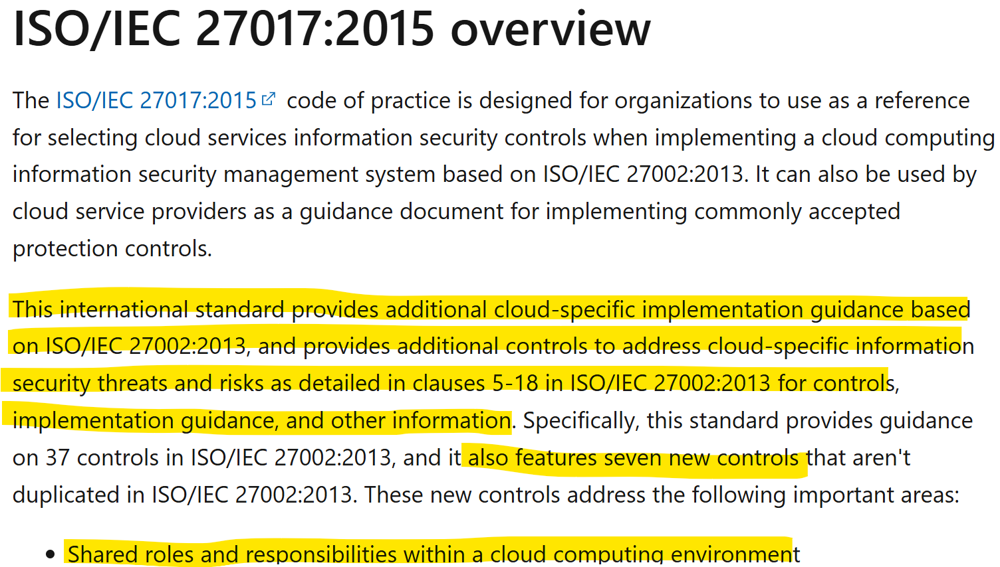 ISO/IEC 27017:2015 overview
The ISO/IEC 27017:2015 code of practice is designed for organizations to use as a reference
for selecting cloud services information security controls when implementing a cloud computing
information security management system based on ISO/IEC 27002:2013. It can also be used by
cloud service providers as a guidance document for implementing commonly accepted
protection controls.
This international standard provides additional cloud-specific implementation guidance based
on ISO/IEC 27002:2013, and provides additional controls to address cloud-specific information
security threats and risks as detailed in clauses 5-18 in ISO/IEC 27002:2013 for controls,
implementation guidance, and other information. Specifically, this standard provides guidance
on 37 controls in ISO/IEC 27002:2013, and it also features seven new controls that aren't
duplicated in ISO/IEC 27002:2013. These new controls address the following important areas:
• Shared roles and responsibilities within a cloud computing environment